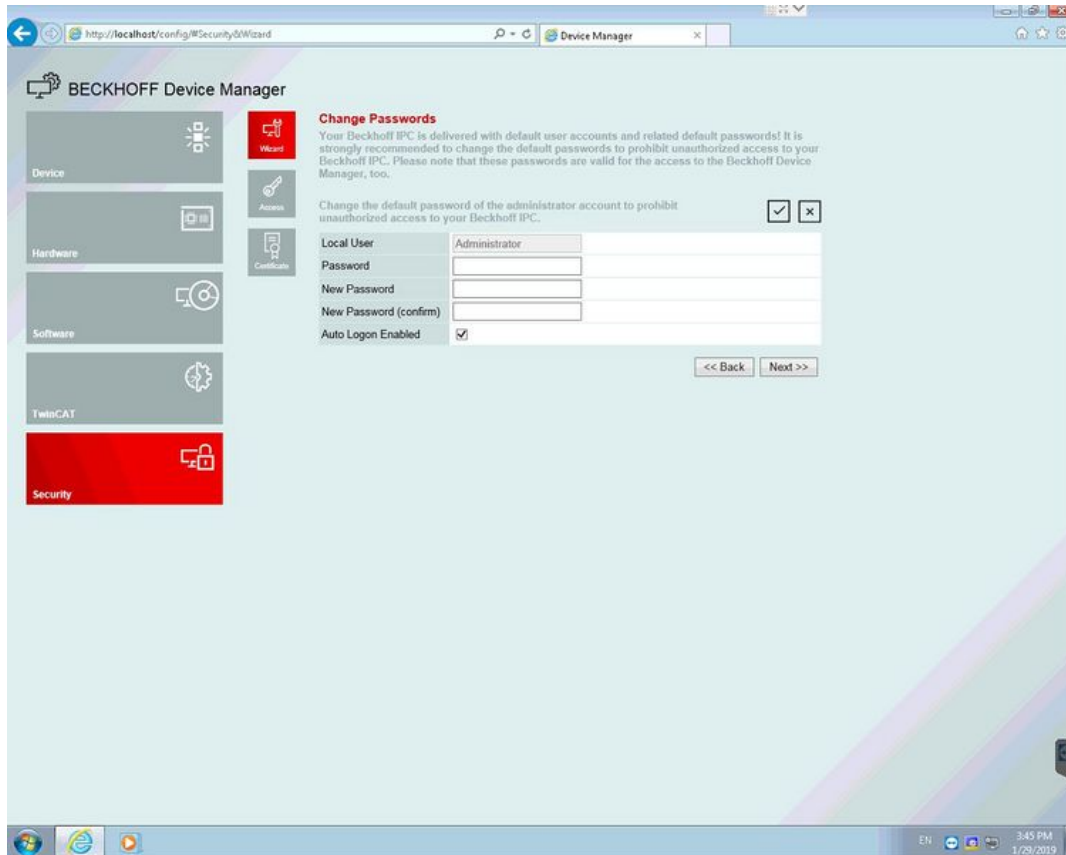 http://localhost/config/#Security&Wizard
Device Manager
BECKHOFF Device Manager
Device
Hardware
Software
TwinCAT
Security
Wizard
Access
Certificate
Change Passwords
Your Beckhoff IPC is delivered with default user accounts and related default passwords! It is
strongly recommended to change the default passwords to prohibit unauthorized access to your
Beckhoff IPC. Please note that these passwords are valid for the access to the Beckhoff Device
Manager, too.
Change the default password of the administrator account to prohibit
unauthorized access to your Beckhoff IPC.
Local User Administrator
Password
New Password
New Password (confirm)
Auto Logon Enabled
<< Back Next >>
EN 3:45 PM
1/29/2019